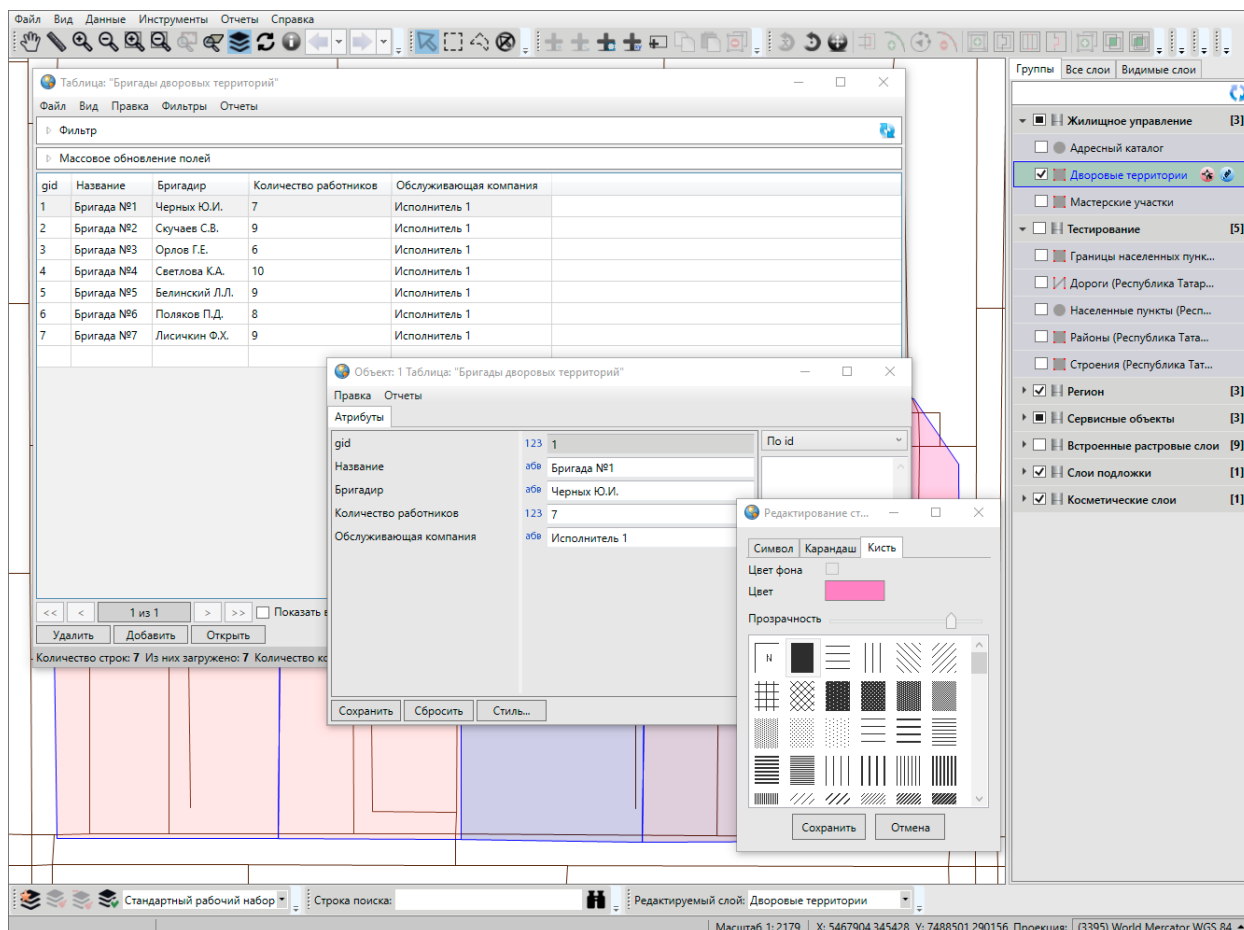 Файл Вид Данные Инструменты Отчеты Справка
Таблица: "Бригады дворовых территорий"
Файл Вид Правка Фильтры Отчеты
Фильтр
Массовое обновление полей
gid Название Бригадир Количество работников Обслуживающая компания
1 Бригада №1 Черных Ю.И. 7 Исполнитель 1
2 Бригада №2 Скучаев С.В. 9 Исполнитель 1
3 Бригада №3 Орлов Г.Е. 6 Исполнитель 1
4 Бригада №4 Светлова К.А. 10 Исполнитель 1
5 Бригада №5 Белинский Л.Л. 9 Исполнитель 1
6 Бригада №6 Поляков П.Д. 8 Исполнитель 1
7 Бригада №7 Лисичкин Ф.Х. 9 Исполнитель 1
<< < 1 из 1 > >> Показать
Удалить Добавить Открыть
Количество строк: 7 Из них загружено: 7 Количество
Объект: 1 Таблица: "Бригады дворовых территорий"
Правка Отчеты
Атрибуты
gid 123 1
Название абв Бригада №1
Бригадир абв Черных Ю.И.
Количество работников 123 7
Обслуживающая компания абв Исполнитель 1
По id
Сохранить Сбросить Стиль...
Редактирование ст...
Символ Карандаш Кисть
Цвет фона
Цвет
Прозрачность
N
Сохранить Отмена
Группы Все слои Видимые слои
Жилищное управление [3]
Адресный каталог
Дворовые территории
Мастерские участки
Тестирование [5]
Границы населенных пунк...
Дороги (Республика Татар...
Населенные пункты (Респ...
Районы (Республика Тата...
Строения (Республика Тат...
Регион [3]
Сервисные объекты [3]
Встроенные растровые слои [9]
Слои подложки [1]
Косметические слои [1]
Стандартный рабочий набор Строка поиска: Редактируемый слой: Дворовые территории
Масштаб 1: 2179 X: 5467904.345428 Y: 7488501.290156 Проекция: (3395) World Mercator WGS 84